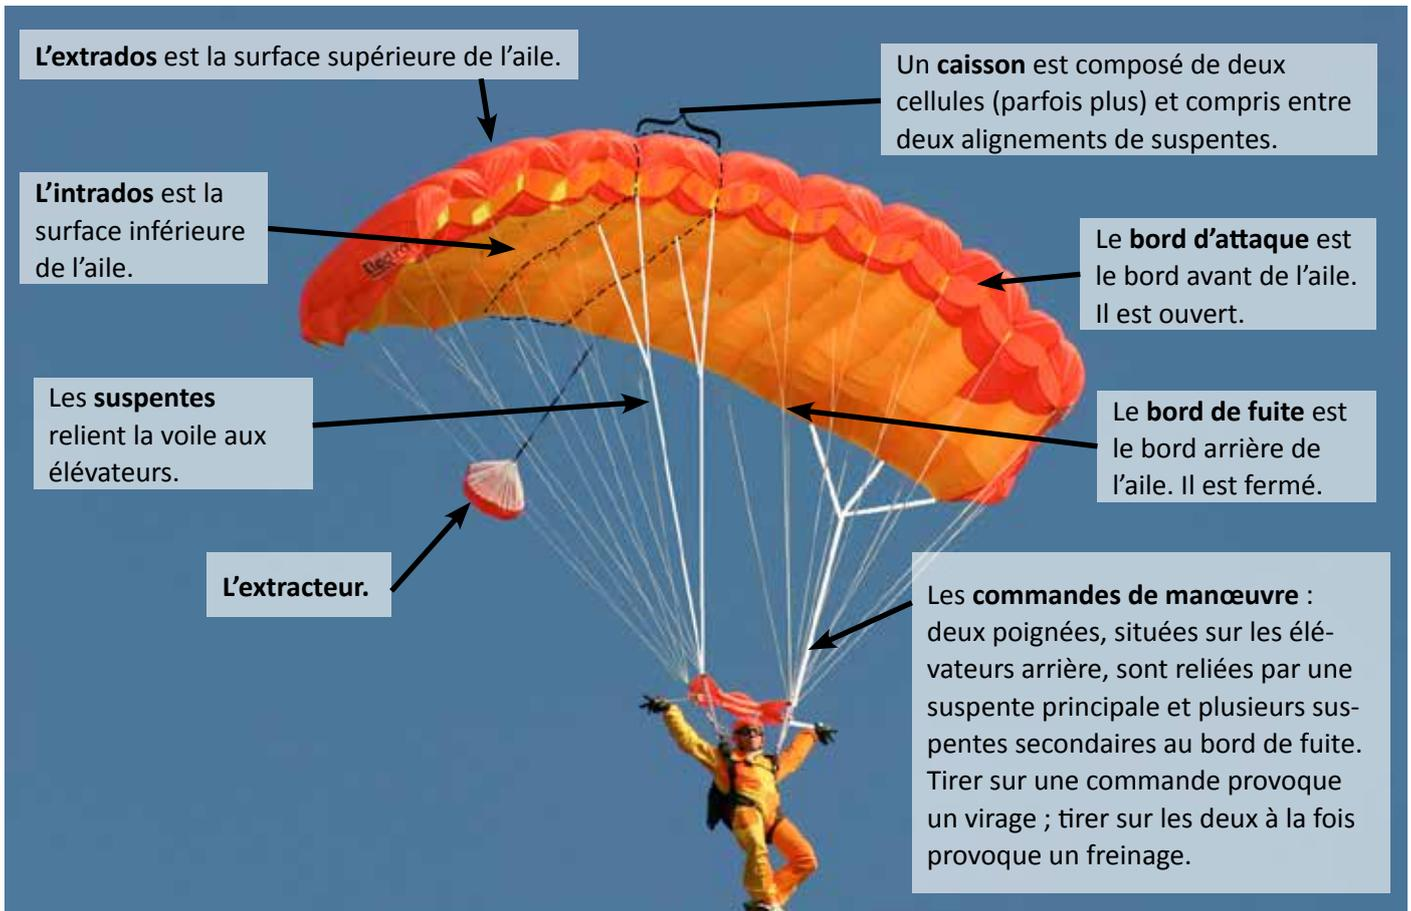 L'extrados est la surface supérieure de l'aile.
Un caisson est composé de deux
cellules (parfois plus) et compris entre
deux alignements de suspentes.
L'intrados est la
surface inférieure
de l'aile.
Le bord d'attaque est
le bord avant de l'aile.
Il est ouvert.
Les suspentes
relient la voile aux
élévateurs.
Le bord de fuite est
le bord arrière de
l'aile. Il est fermé.
L'extracteur.
Les commandes de manœuvre :
deux poignées, situées sur les élé-
vateurs arrière, sont reliées par une
suspente principale et plusieurs sus-
pentes secondaires au bord de fuite.
Tirer sur une commande provoque
un virage ; tirer sur les deux à la fois
provoque un freinage.